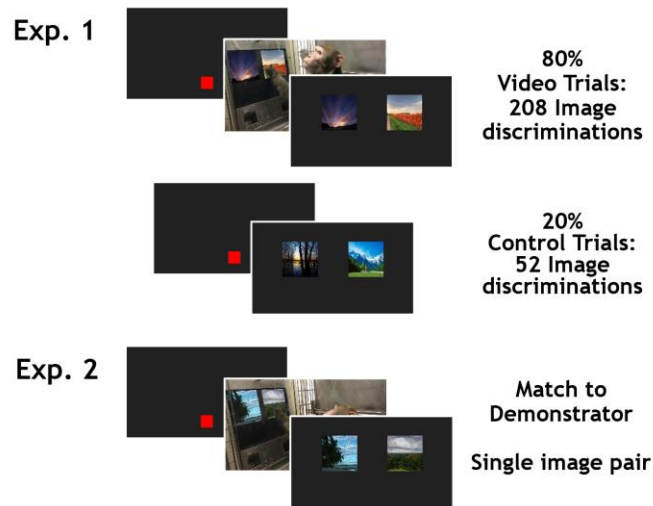 Exp. 1
80%
Video Trials:
208 Image
discriminations
20%
Control Trials:
52 Image
discriminations
Exp. 2
Match to
Demonstrator
Single image pair